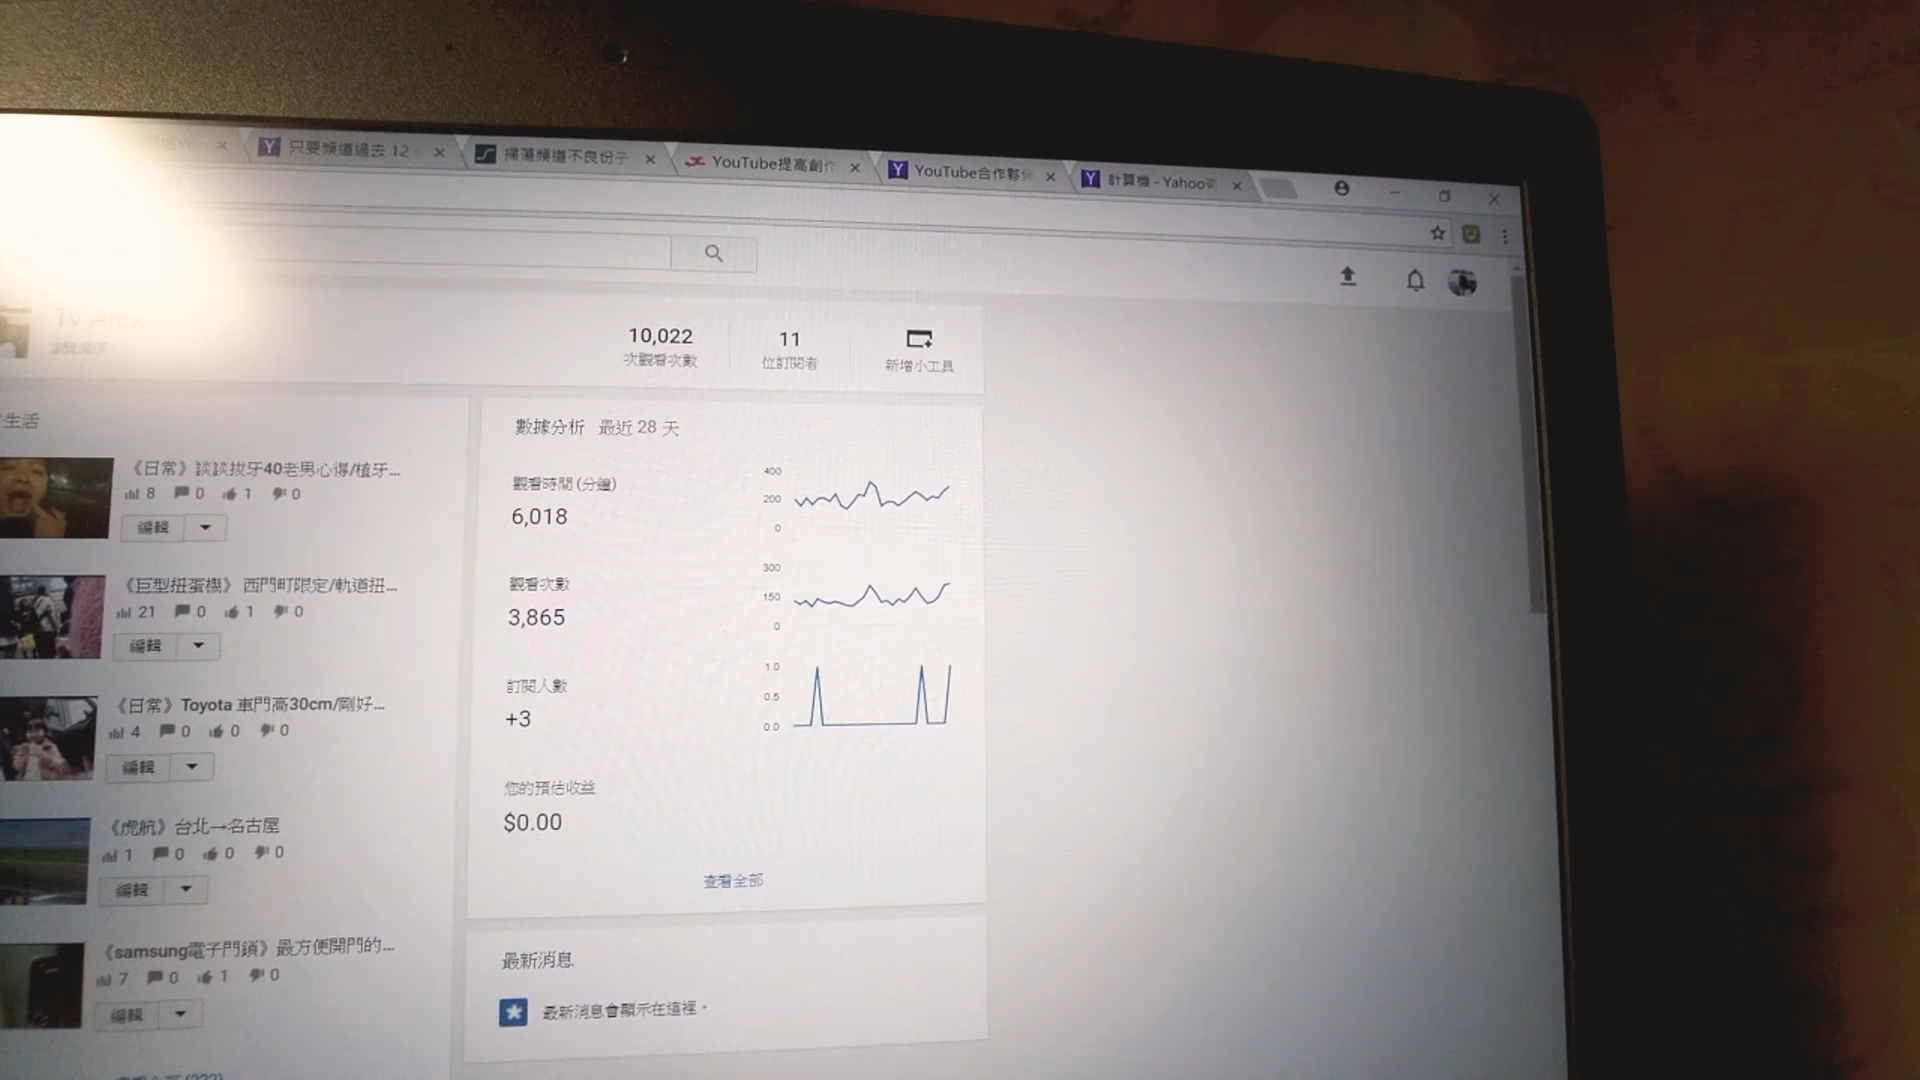 只要頻道過去 12
掃蕩頻道不良份子
YouTube提高創作
YouTube合作夥伴
計算機 - Yahoo奇
Tv Alex
10,022
次觀看次數
11
位訂閱者
新增小工具
生活
《日常》談談拔牙40老男心得/植牙...
8 0 1 0
編輯
《巨型扭蛋機》 西門町限定/軌道扭...
21 0 1 0
編輯
《日常》Toyota 車門高30cm/剛好...
4 0 0 0
編輯
《虎航》台北→名古屋
1 0 0 0
編輯
《samsung電子門鎖》最方便開門的...
7 0 1 0
編輯
數據分析 最近 28 天
觀看時間 (分鐘)
6,018
400
200
0
觀看次數
3,865
300
150
0
訂閱人數
+3
1.0
0.5
0.0
您的預估收益
$0.00
查看全部
最新消息
最新消息會顯示在這裡。